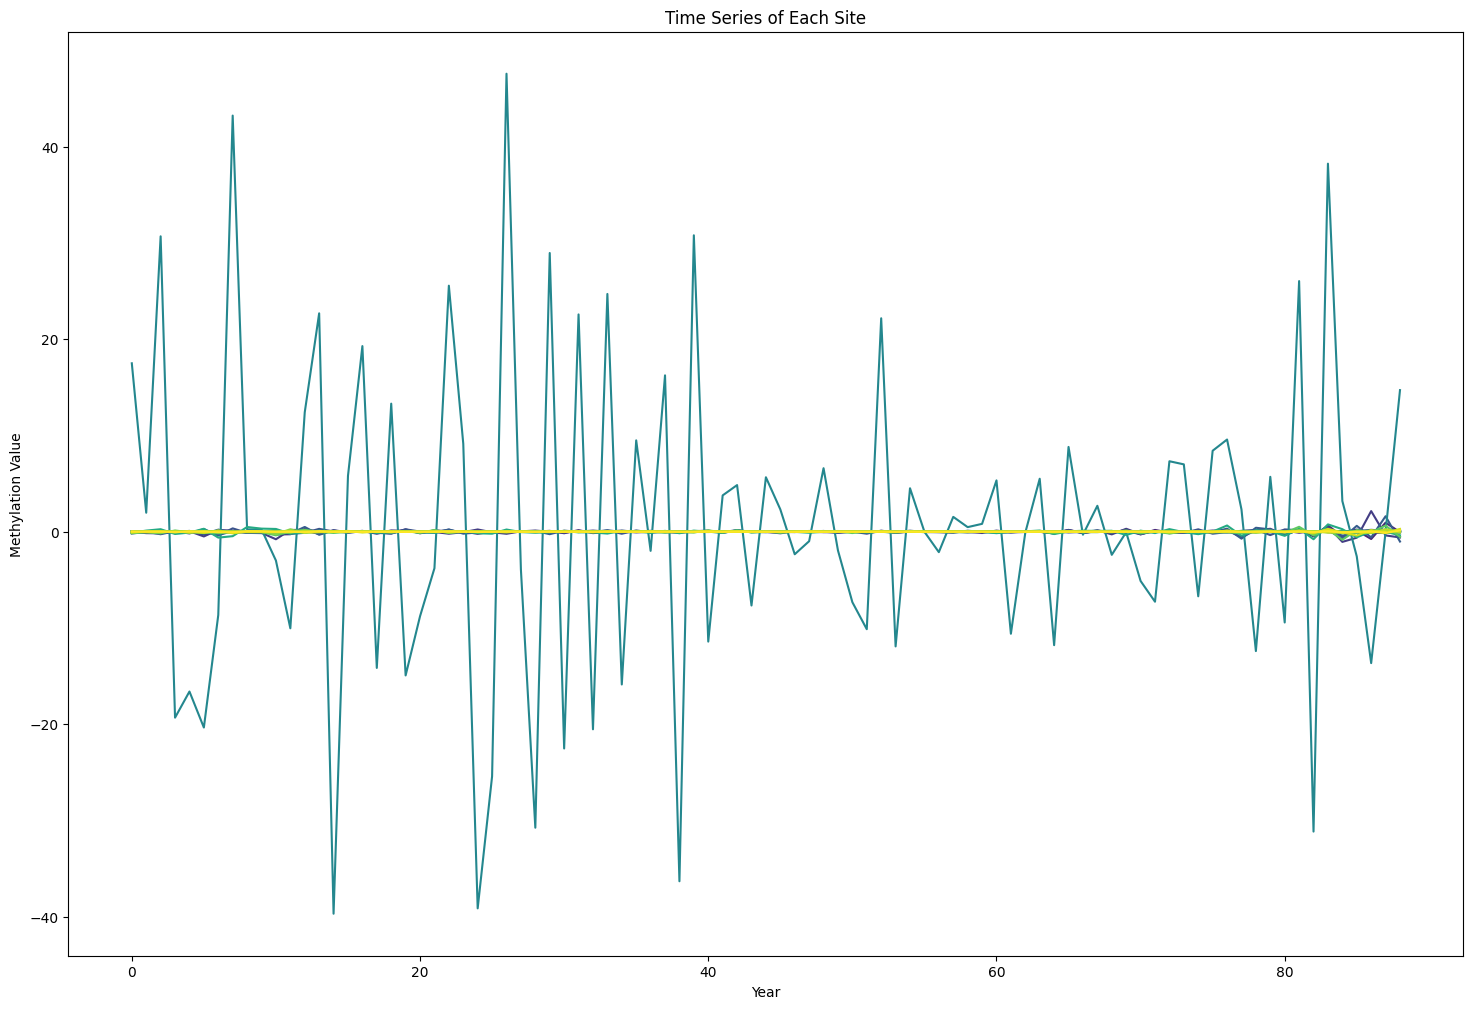 Time Series of Each Site
Methylation Value
40
20
0
−20
−40
0 20 40 60 80
Year